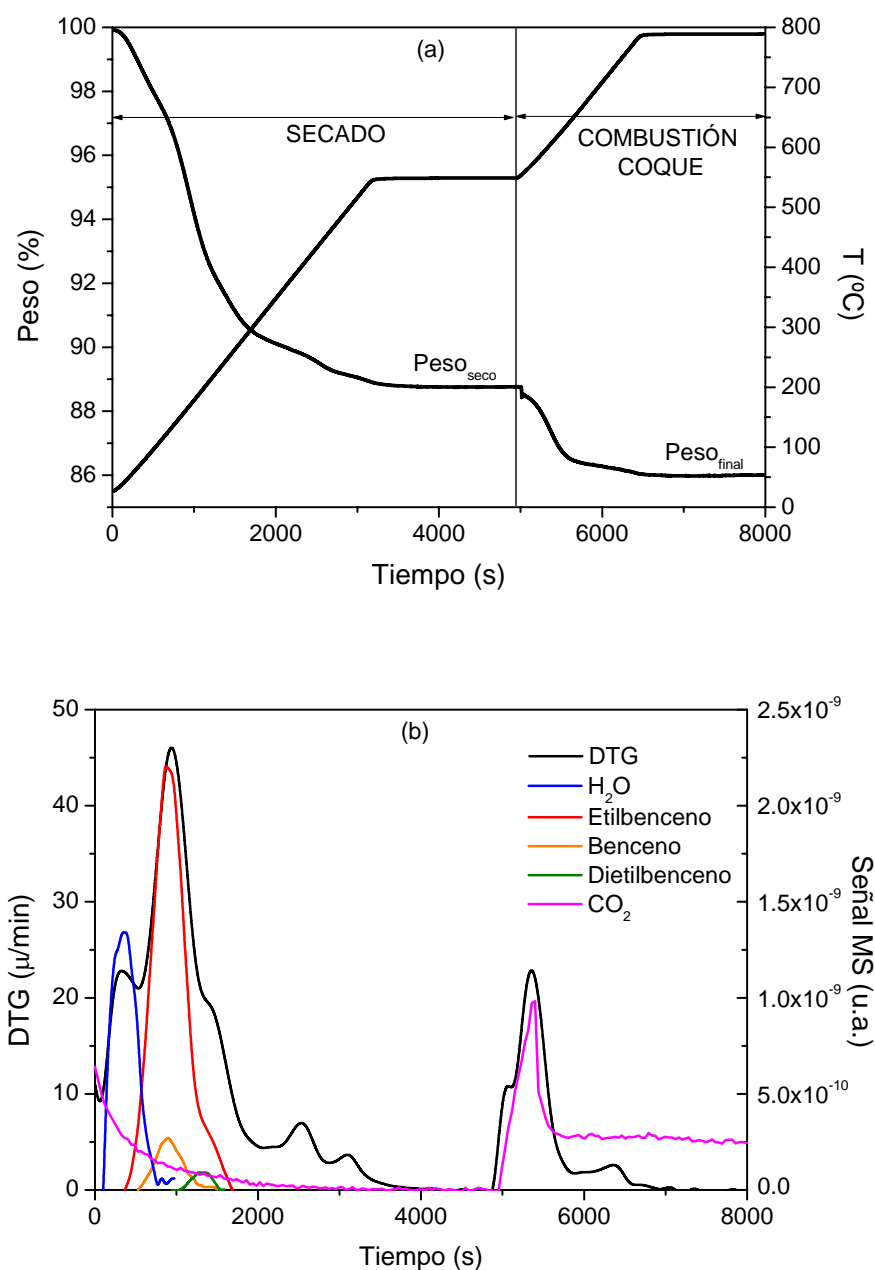 (a)
SECADO
COMBUSTIÓN
COQUE
Peso_seco
Peso_final
Peso (%)
100
98
96
94
92
90
88
86
T (ºC)
800
700
600
500
400
300
200
100
0
0 2000 4000 6000 8000
Tiempo (s)
(b)
DTG
H₂O
Etilbenceno
Benceno
Dietilbenceno
CO₂
DTG (µ/min)
50
40
30
20
10
0
Señal MS (u.a.)
2.5x10⁻⁹
2.0x10⁻⁹
1.5x10⁻⁹
1.0x10⁻⁹
5.0x10⁻¹⁰
0.0
0 2000 4000 6000 8000
Tiempo (s)